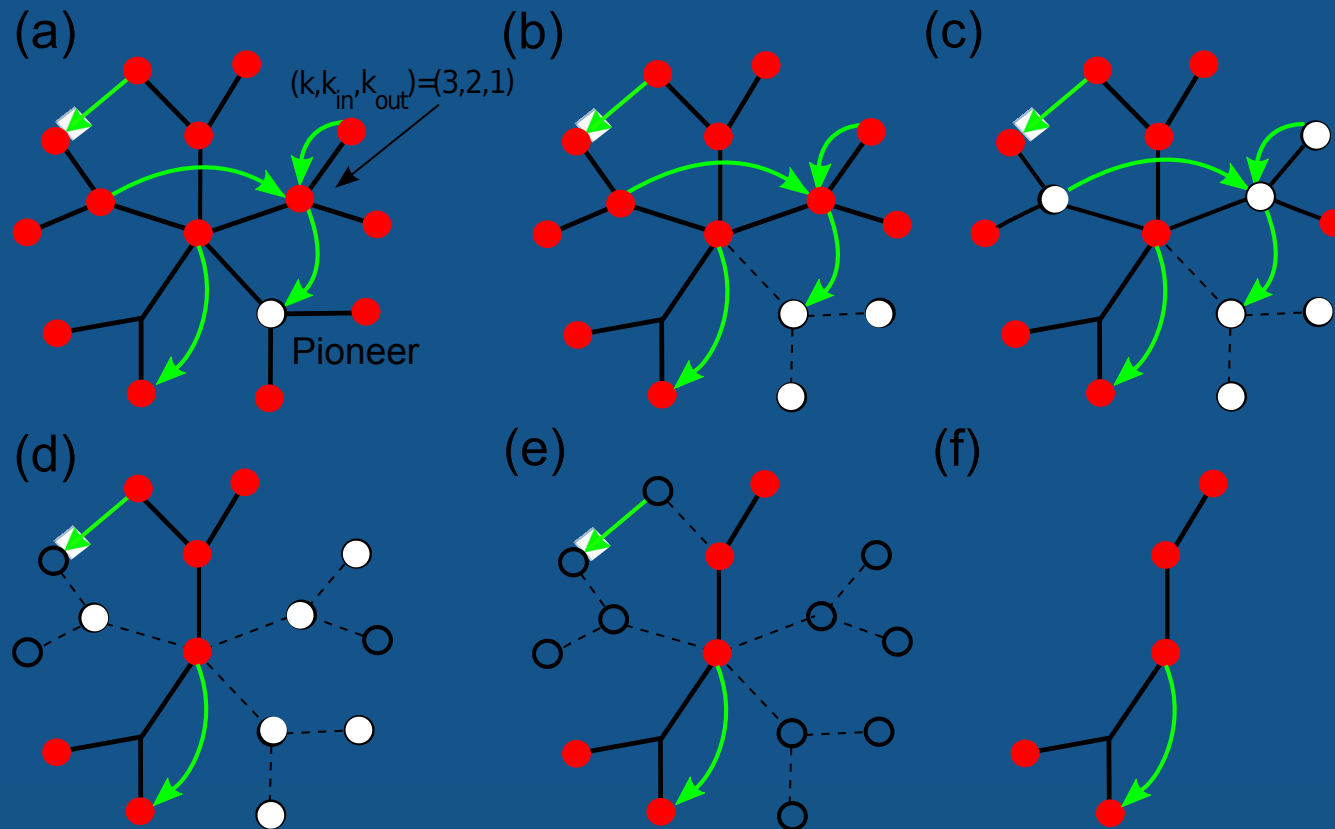 (a)
(b)
(c)
(k,k_in,k_out)=(3,2,1)
Pioneer
(d)
(e)
(f)